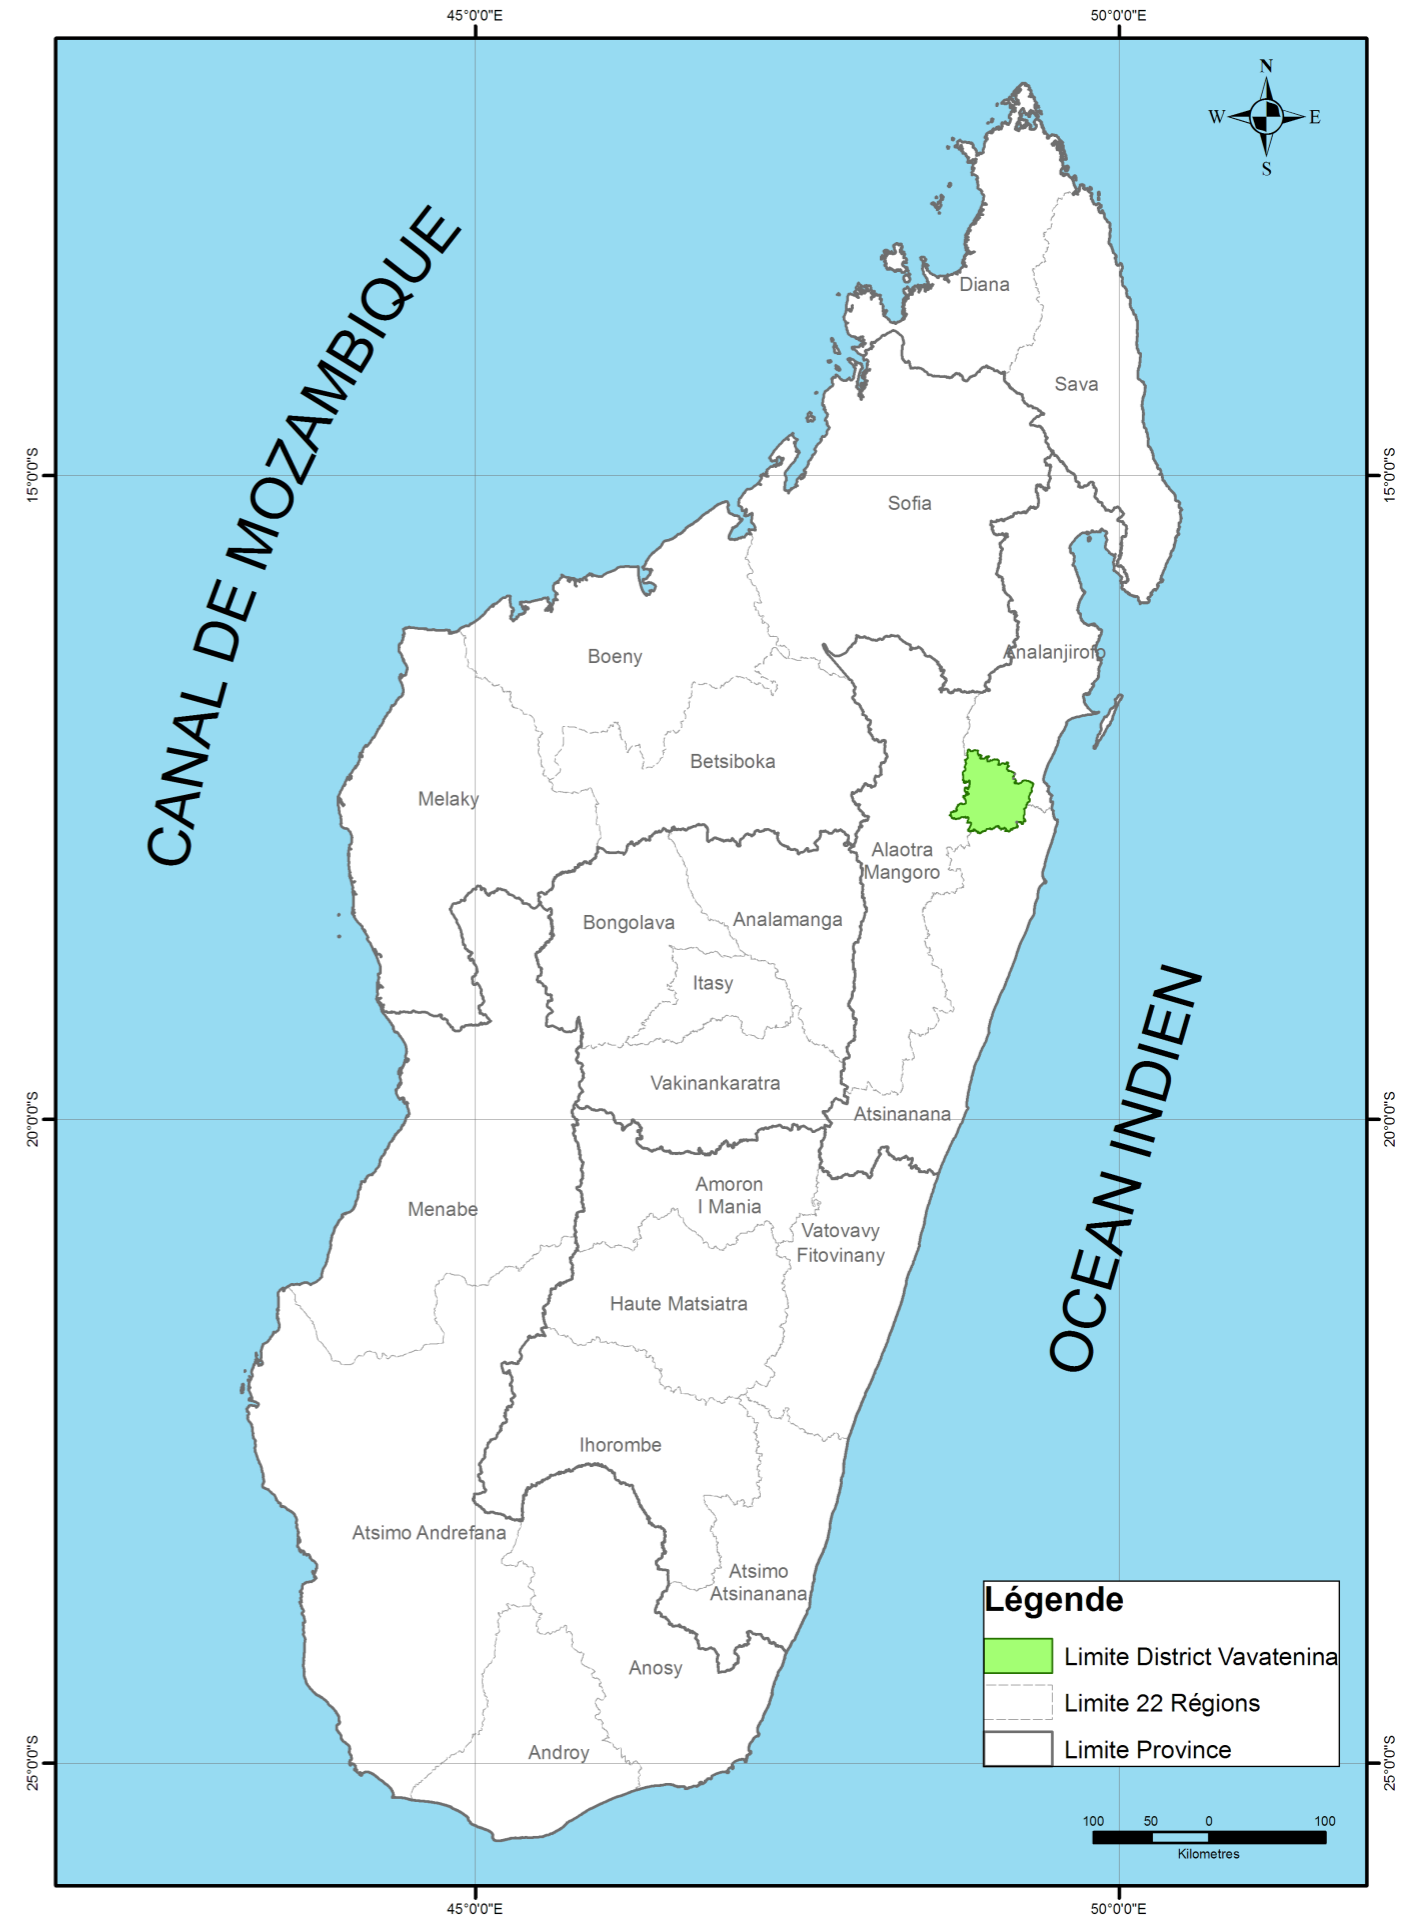 45°0'0"E
50°0'0"E
N
W
E
S
CANAL DE MOZAMBIQUE
Diana
Sava
15°0'0"S
15°0'0"S
Sofia
Analanjirofo
Boeny
Betsiboka
Melaky
Alaotra
Mangoro
Bongolava
Analamanga
Itasy
OCEAN INDIEN
Vakinankaratra
Atsinanana
20°0'0"S
20°0'0"S
Amoron
I Mania
Menabe
Vatovavy
Fitovinany
Haute Matsiatra
Ihorombe
Atsimo Andrefana
Atsimo
Atsinanana
Anosy
Androy
25°0'0"S
25°0'0"S
Légende
Limite District Vavatenina
Limite 22 Régions
Limite Province
100
50
0
100
Kilometres
45°0'0"E
50°0'0"E